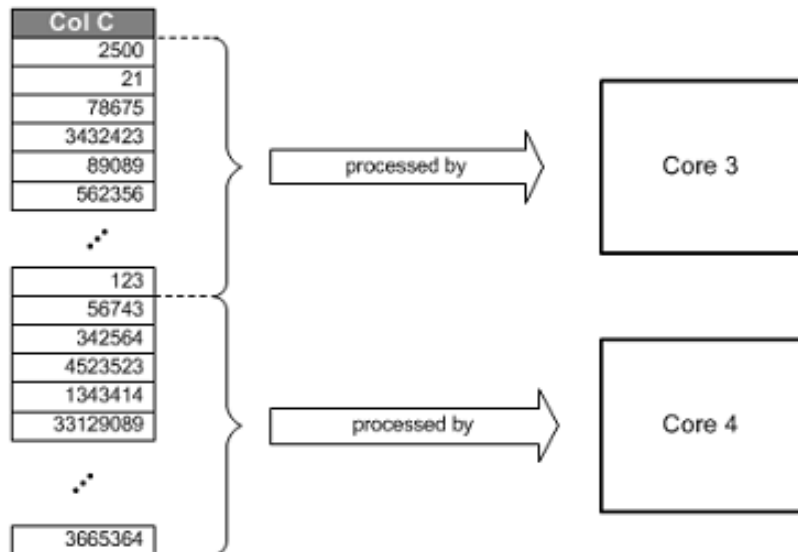 Col C
2500
21
78675
3432423
89089
562356
processed by
Core 3
123
56743
342564
4523523
1343414
33129089
processed by
Core 4
3665364